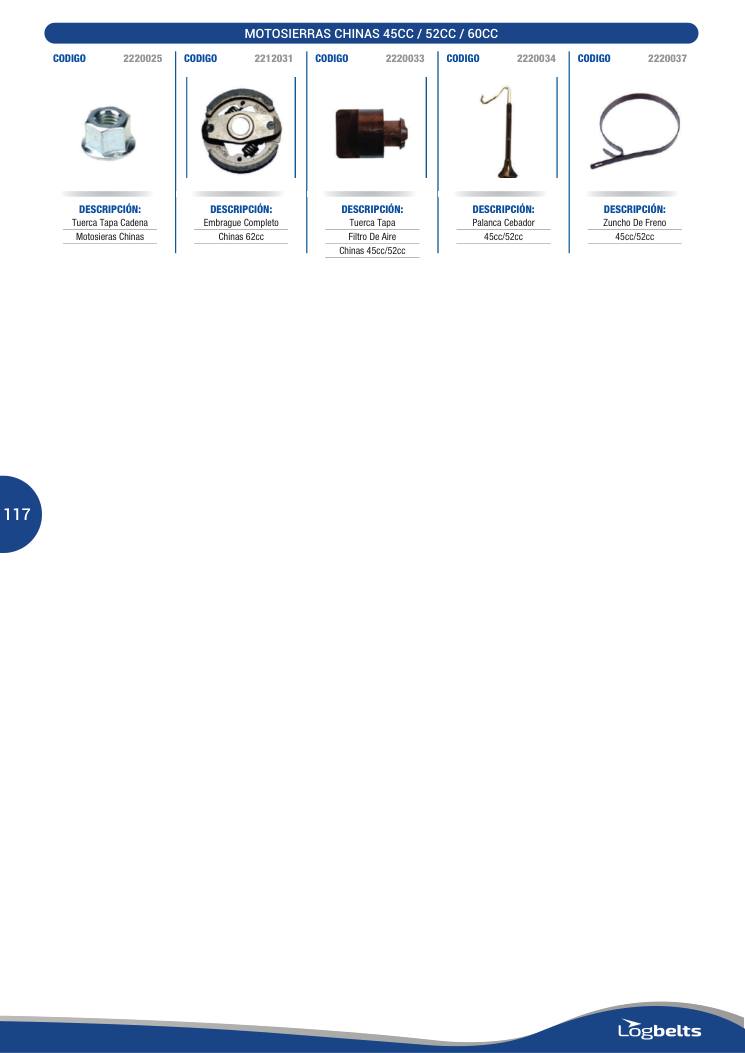 MOTOSIERRAS CHINAS 45CC / 52CC / 60CC
CODIGO 2220025
DESCRIPCIÓN:
Tuerca Tapa Cadena
Motosieras Chinas
CODIGO 2212031
DESCRIPCIÓN:
Embrague Completo
Chinas 62cc
CODIGO 2220033
DESCRIPCIÓN:
Tuerca Tapa
Filtro De Aire
Chinas 45cc/52cc
CODIGO 2220034
DESCRIPCIÓN:
Palanca Cebador
45cc/52cc
CODIGO 2220037
DESCRIPCIÓN:
Zuncho De Freno
45cc/52cc
117
Logbelts